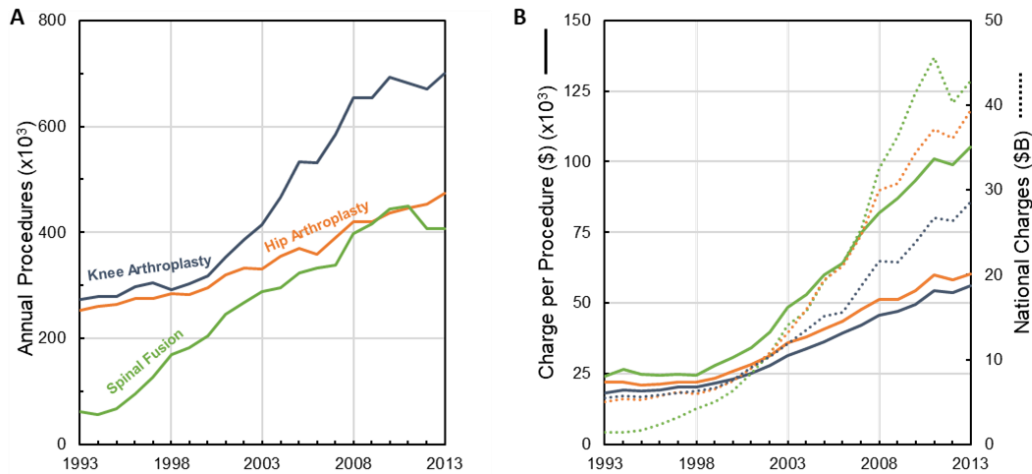 A
800
600
400
200
0
Annual Procedures (x10³)
Knee Arthroplasty
Hip Arthroplasty
Spinal Fusion
1993 1998 2003 2008 2013
B
150
125
100
75
50
25
0
Charge per Procedure ($) (x10³)
50
40
30
20
10
0
National Charges ($B)
1993 1998 2003 2008 2013